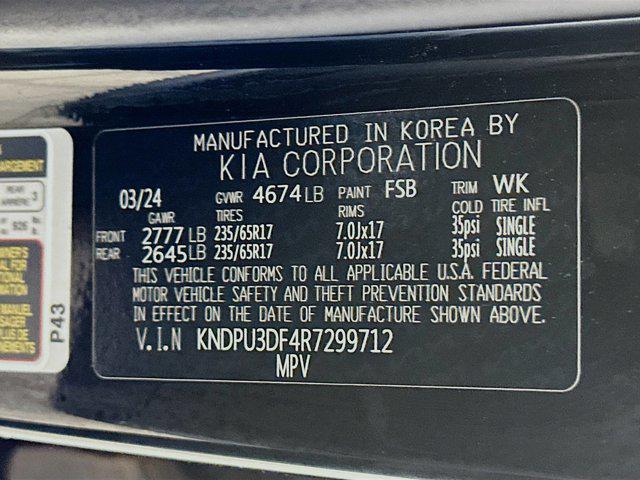 MANUFACTURED IN KOREA BY
KIA CORPORATION
03/24 GVWR 4674 LB PAINT FSB TRIM WK
GAWR TIRES RIMS COLD TIRE INFL
FRONT 2777 LB 235/65R17 7.0Jx17 35psi SINGLE
REAR 2645 LB 235/65R17 7.0Jx17 35psi SINGLE
THIS VEHICLE CONFORMS TO ALL APPLICABLE U.S.A. FEDERAL
MOTOR VEHICLE SAFETY AND THEFT PREVENTION STANDARDS
IN EFFECT ON THE DATE OF MANUFACTURE SHOWN ABOVE.
V.I.N KNDPU3DF4R7299712
MPV
REAR
3
P43